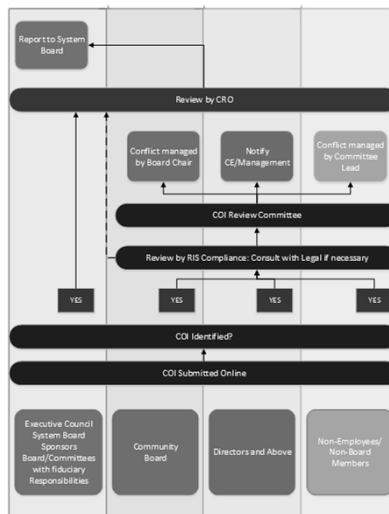 Report to System
Board
Review by CRO
Conflict managed
by Board Chair
Notify
CE/Management
Conflict managed
by Committee
Lead
COI Review Committee
Review by RIS Compliance: Consult with Legal if necessary
YES
YES
YES
YES
COI Identified?
COI Submitted Online
Executive Council
System Board
Sponsors
Board/Committees
with fiduciary
Responsibilities
Community
Board
Directors and Above
Non-Employees/
Non-Board
Members